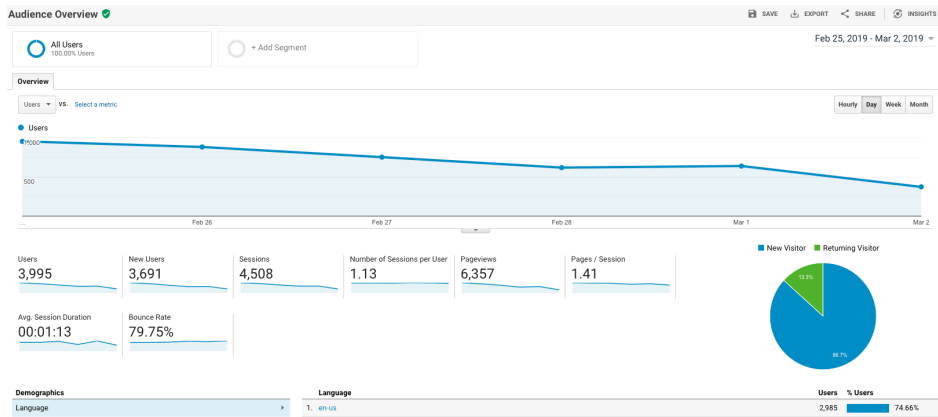 Audience Overview
SAVE EXPORT SHARE INSIGHTS
All Users
100.00% Users
+ Add Segment
Feb 25, 2019 - Mar 2, 2019
Overview
Users VS. Select a metric
Hourly Day Week Month
Users
1,000
500
... Feb 26 Feb 27 Feb 28 Mar 1 Mar 2
New Visitor Returning Visitor
Users New Users Sessions Number of Sessions per User Pageviews Pages / Session
3,995 3,691 4,508 1.13 6,357 1.41
13.3%
Avg. Session Duration Bounce Rate
00:01:13 79.75%
86.7%
Demographics Language Users % Users
Language 1. en-us 2,985 74.66%